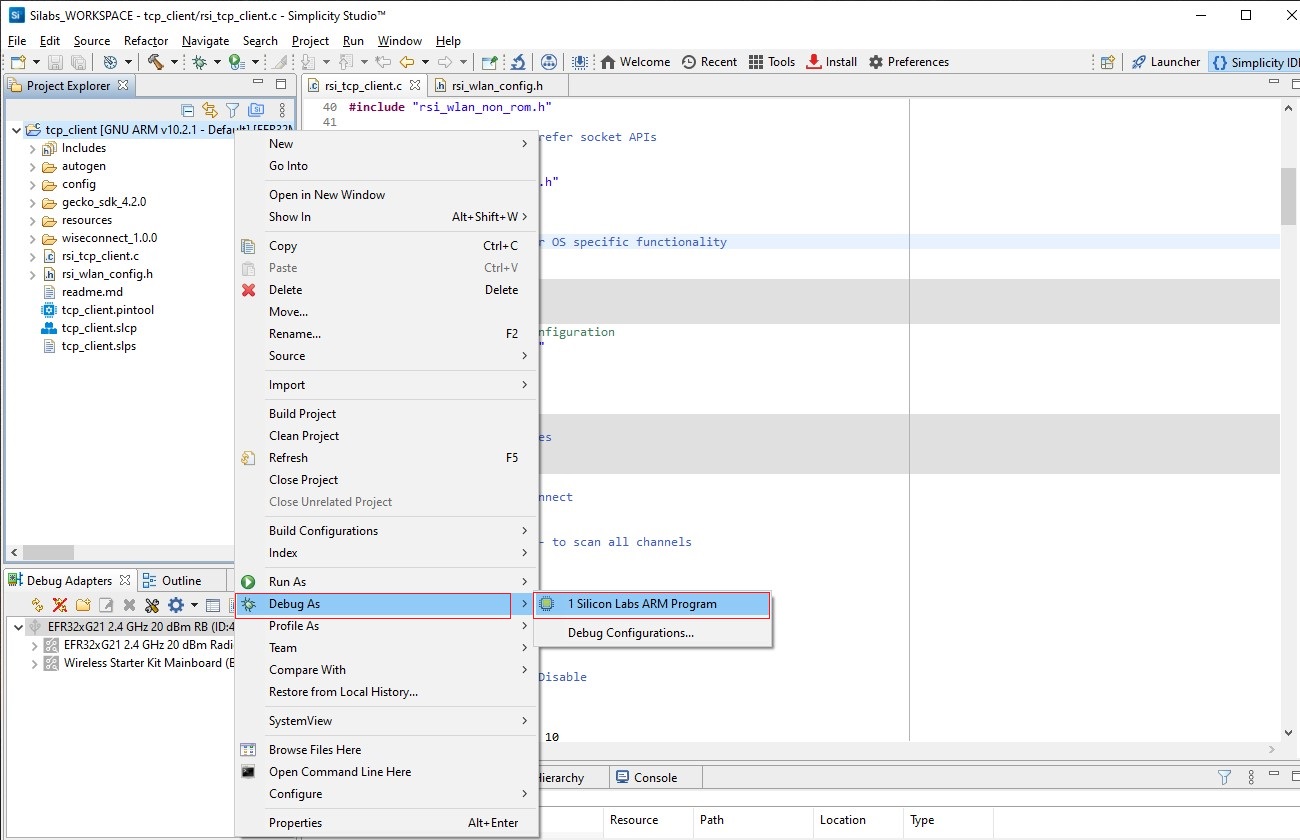 Silabs_WORKSPACE - tcp_client/rsi_tcp_client.c - Simplicity Studio™
File Edit Source Refactor Navigate Search Project Run Window Help
Welcome Recent Tools Install Preferences Launcher Simplicity IDE
Project Explorer
rsi_tcp_client.c rsi_wlan_config.h
tcp_client [GNU ARM v10.2.1 - Default] [EFR32M
Includes
autogen
config
gecko_sdk_4.2.0
resources
wiseconnect_1.0.0
rsi_tcp_client.c
rsi_wlan_config.h
readme.md
tcp_client.pintool
tcp_client.slcp
tcp_client.slps
40 #include "rsi_wlan_non_rom.h"
41
refer socket APIs
.h"
r OS specific functionality
nfiguration
"
es
nnect
- to scan all channels
Disable
10
New
Go Into
Open in New Window
Show In Alt+Shift+W
Copy Ctrl+C
Paste Ctrl+V
Delete Delete
Move...
Rename... F2
Source
Import
Build Project
Clean Project
Refresh F5
Close Project
Close Unrelated Project
Build Configurations
Index
Run As
Debug As
Profile As
Team
Compare With
Restore from Local History...
SystemView
Browse Files Here
Open Command Line Here
Configure
Properties Alt+Enter
1 Silicon Labs ARM Program
Debug Configurations...
Debug Adapters Outline
EFR32xG21 2.4 GHz 20 dBm RB (ID:4
EFR32xG21 2.4 GHz 20 dBm Radi
Wireless Starter Kit Mainboard (B
Hierarchy Console
Resource Path Location Type